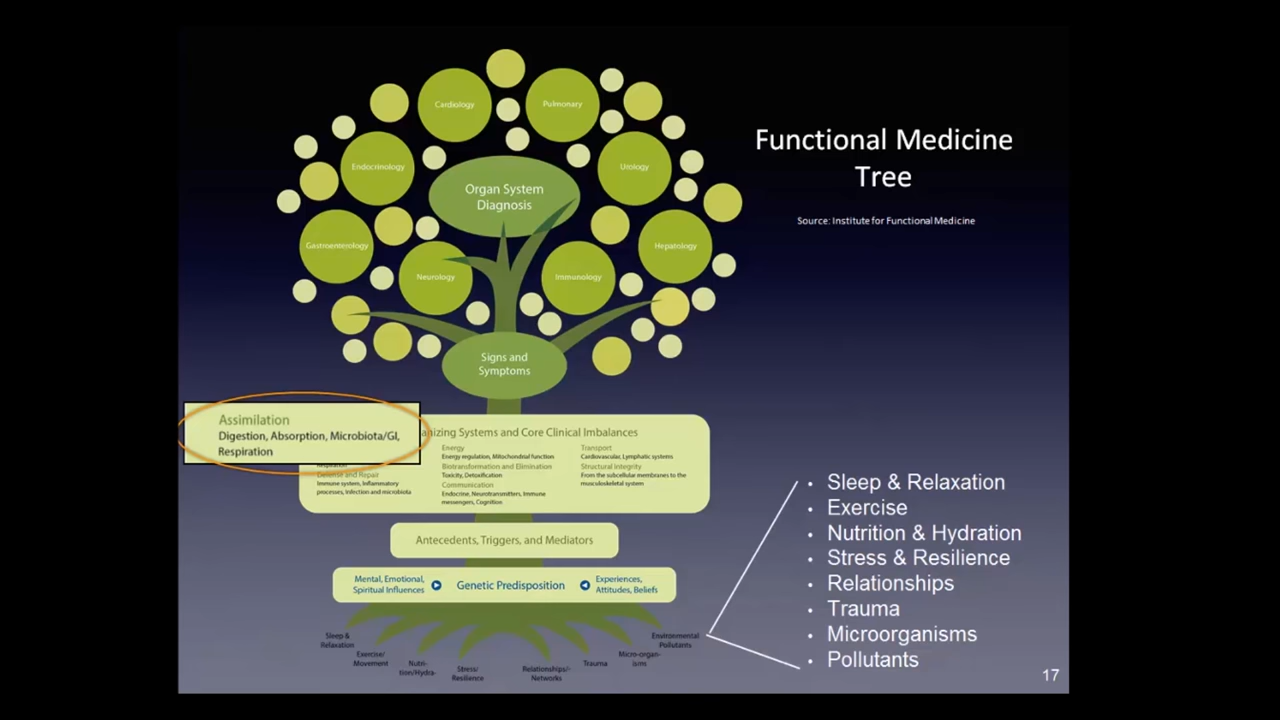 Functional Medicine
Tree
Source: Institute for Functional Medicine
Cardiology
Pulmonary
Endocrinology
Urology
Organ System
Diagnosis
Gastroenterology
Hepatology
Neurology
Immunology
Signs and
Symptoms
Assimilation
Digestion, Absorption, Microbiota/GI,
Respiration
anizing Systems and Core Clinical Imbalances
Respiration
Defense and Repair
Immune system, Inflammatory
processes, Infection and microbiota
Energy
Energy regulation, Mitochondrial function
Biotransformation and Elimination
Toxicity, Detoxification
Communication
Endocrine, Neurotransmitters, Immune
messengers, Cognition
Transport
Cardiovascular, Lymphatic systems
Structural Integrity
From the subcellular membranes to the
musculoskeletal system
Antecedents, Triggers, and Mediators
Mental, Emotional,
Spiritual Influences
Genetic Predisposition
Experiences,
Attitudes, Beliefs
Sleep &
Relaxation
Exercise/
Movement
Nutri-
tion/Hydra-
Stress/
Resilience
Relationships/-
Networks
Trauma
Micro-organ-
isms
Environmental
Pollutants
• Sleep & Relaxation
• Exercise
• Nutrition & Hydration
• Stress & Resilience
• Relationships
• Trauma
• Microorganisms
• Pollutants
17